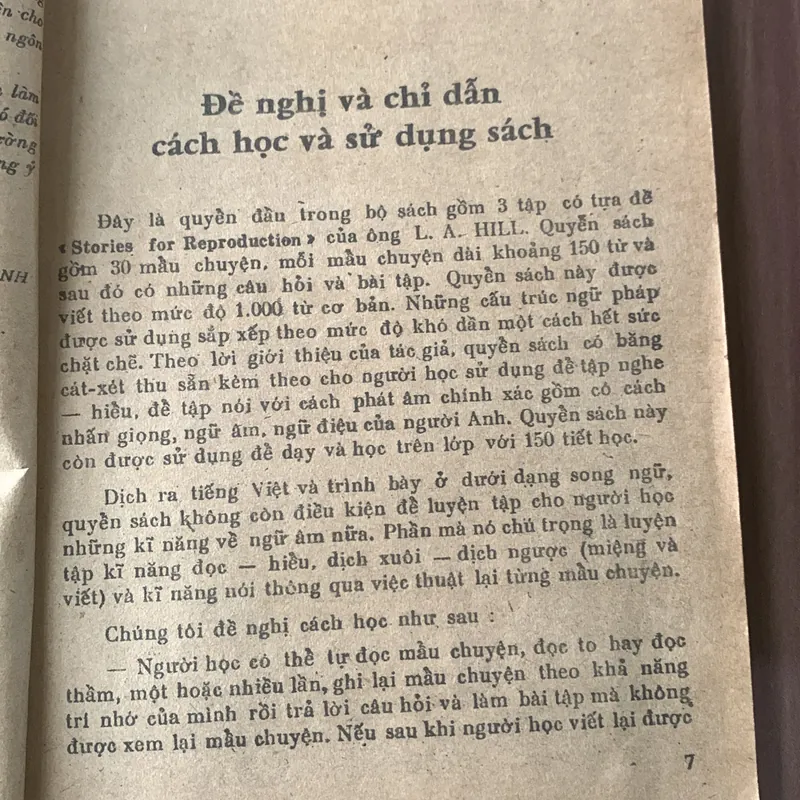 ên cho
ngôn
làm
ó đối
ường
ng ý
NH
Đề nghị và chỉ dẫn
cách học và sử dụng sách
Đây là quyển đầu trong bộ sách gồm 3 tập có tựa đề
« Stories for Reproduction » của ông L. A. HILL. Quyển sách
gồm 30 mẩu chuyện, mỗi mẩu chuyện dài khoảng 150 từ và
sau đó có những câu hỏi và bài tập. Quyển sách này được
viết theo mức độ 1.000 từ cơ bản. Những cấu trúc ngữ pháp
được sử dụng sắp xếp theo mức độ khó dần một cách hết sức
chặt chẽ. Theo lời giới thiệu của tác giả, quyển sách có băng
cát-xét thu sẵn kèm theo cho người học sử dụng để tập nghe
— hiểu, để tập nói với cách phát âm chính xác gồm có cách
nhấn giọng, ngữ âm, ngữ điệu của người Anh. Quyển sách này
còn được sử dụng để dạy và học trên lớp với 150 tiết học.
Dịch ra tiếng Việt và trình bày ở dưới dạng song ngữ,
quyển sách không còn điều kiện để luyện tập cho người học
những kĩ năng về ngữ âm nữa. Phần mà nó chú trọng là luyện
tập kĩ năng đọc — hiểu, dịch xuôi — dịch ngược (miệng và
viết) và kĩ năng nói thông qua việc thuật lại từng mẩu chuyện.
Chúng tôi đề nghị cách học như sau :
— Người học có thể tự đọc mẩu chuyện, đọc to hay đọc
thầm, một hoặc nhiều lần, ghi lại mẩu chuyện theo khả năng
trí nhớ của mình rồi trả lời câu hỏi và làm bài tập mà không
được xem lại mẩu chuyện. Nếu sau khi người học viết lại được
7